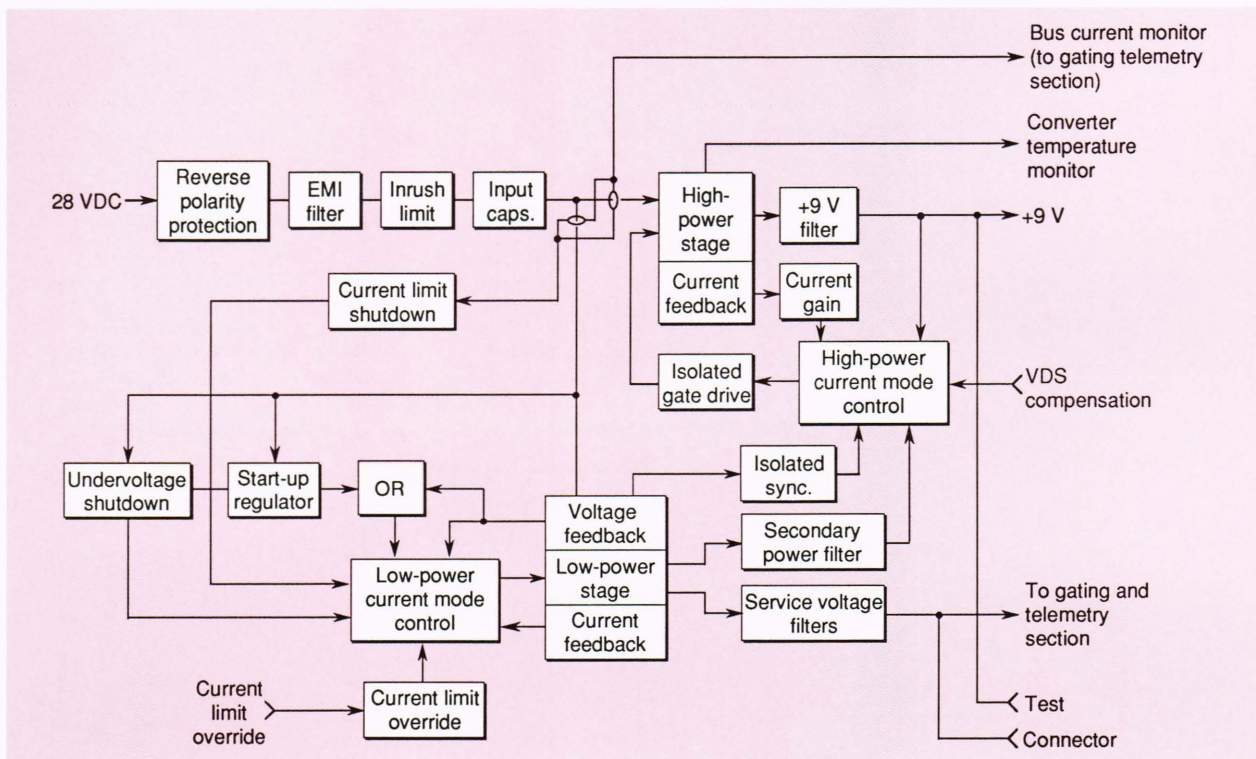 Bus current monitor
(to gating telemetry
section)
Converter
temperature
monitor
28 VDC
Reverse
polarity
protection
EMI
filter
Inrush
limit
Input
caps.
High-
power
stage
+9 V
filter
+9 V
Current
feedback
Current
gain
Current limit
shutdown
Isolated
gate drive
High-power
current mode
control
VDS
compensation
Undervoltage
shutdown
Start-up
regulator
OR
Voltage
feedback
Isolated
sync.
Low-power
current mode
control
Low-power
stage
Secondary
power filter
Current
feedback
Service voltage
filters
To gating and
telemetry
section
Current
limit
override
Current limit
override
Test
Connector